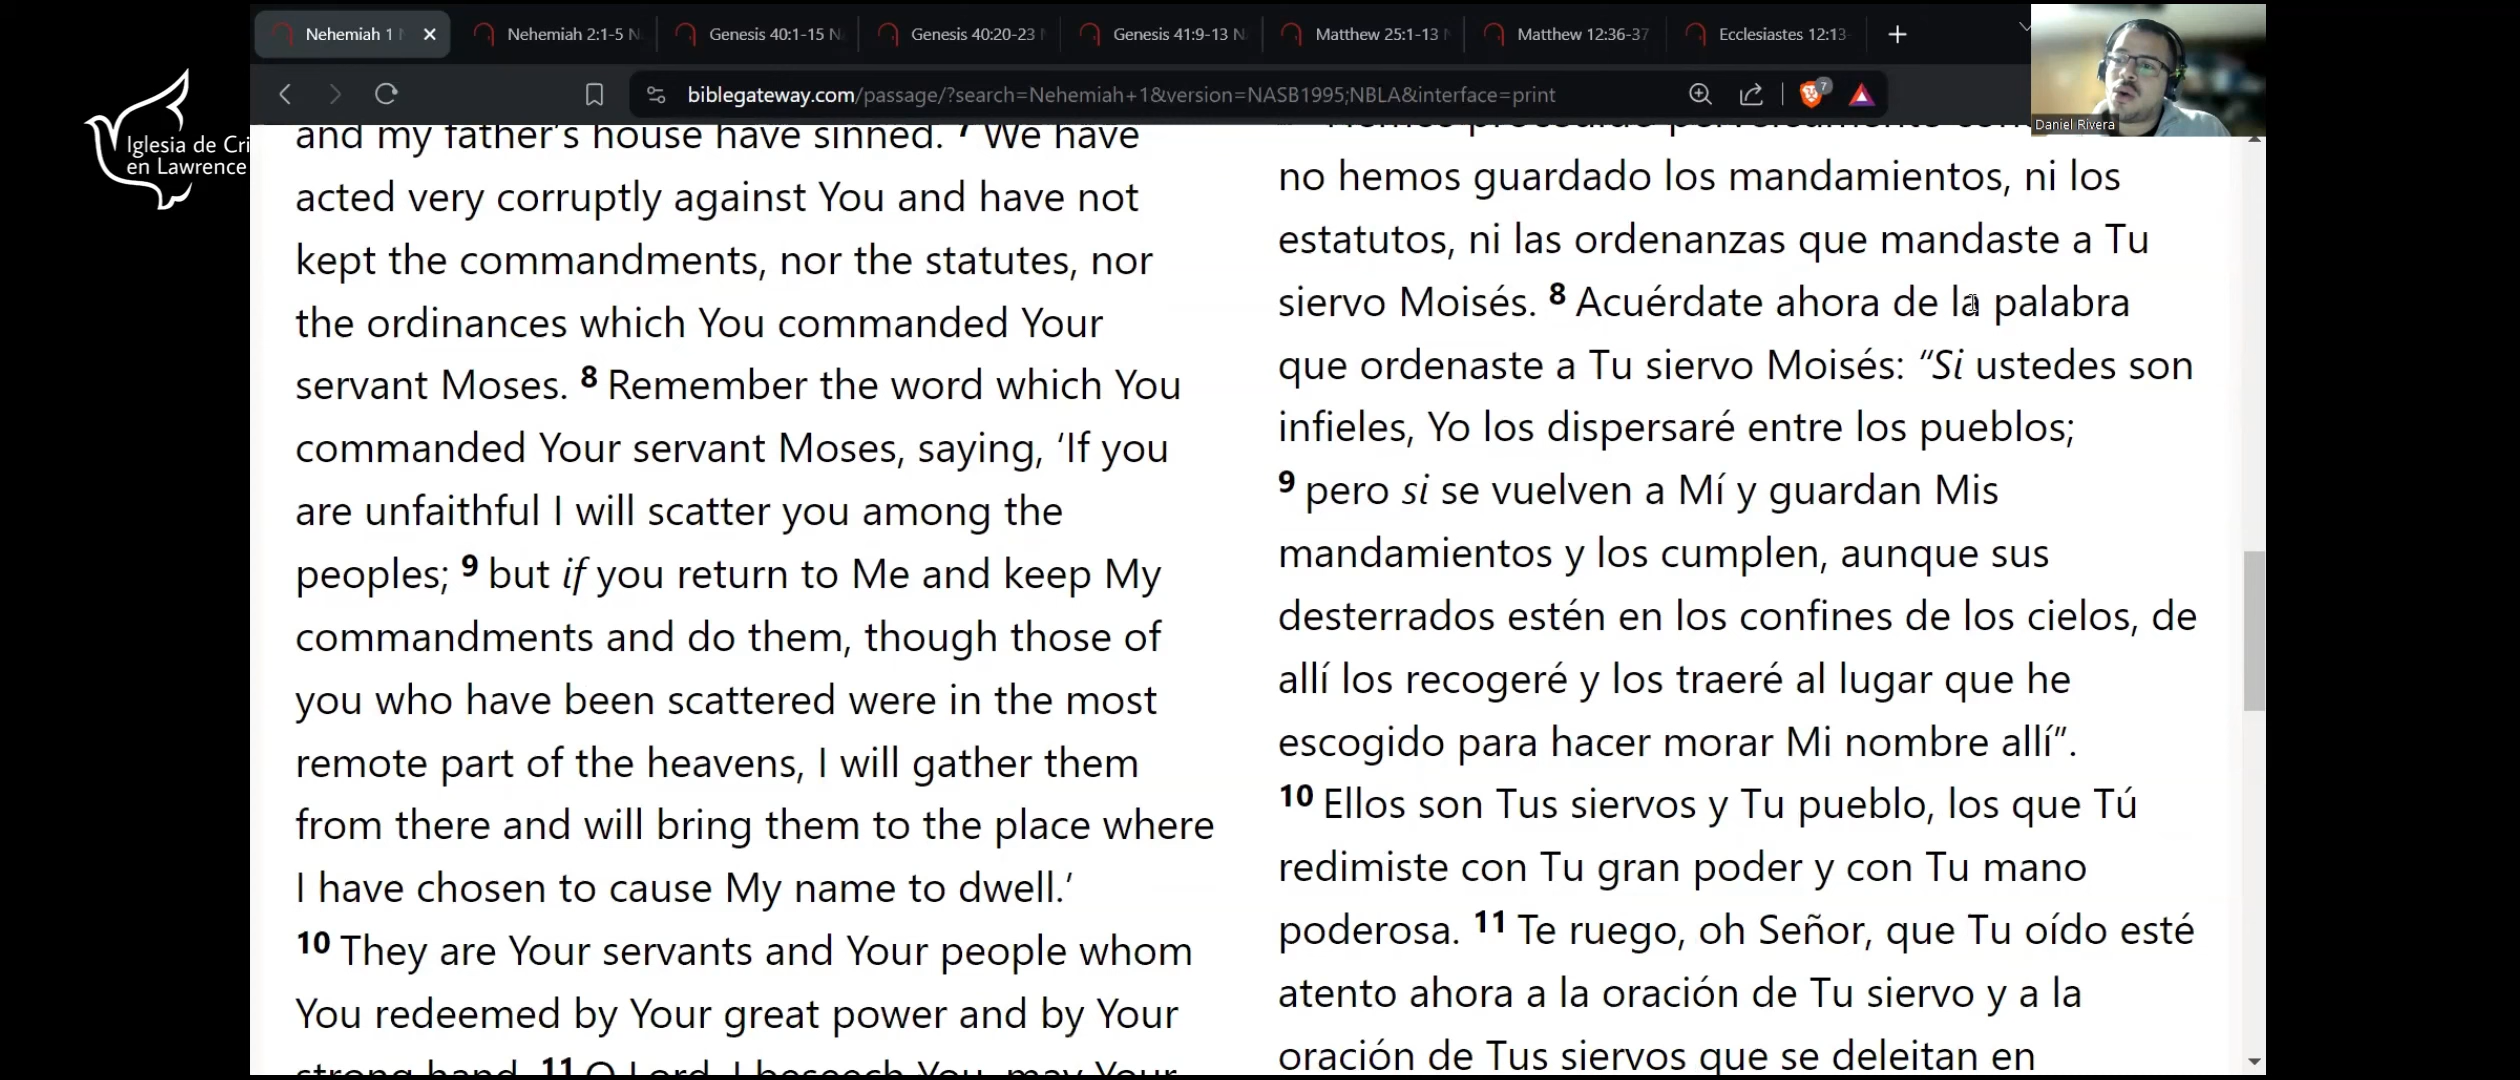 Nehemiah 1
Nehemiah 2:1-5 N
Genesis 40:1-15 N
Genesis 40:20-23
Genesis 41:9-13 N
Matthew 25:1-13
Matthew 12:36-37
Ecclesiastes 12:13-
biblegateway.com/passage/?search=Nehemiah+1&version=NASB1995;NBLA&interface=print
7
Daniel Rivera
Iglesia de Cri
en Lawrence
and my father's house have sinned. 7 We have
acted very corruptly against You and have not
kept the commandments, nor the statutes, nor
the ordinances which You commanded Your
servant Moses. 8 Remember the word which You
commanded Your servant Moses, saying, ‘If you
are unfaithful I will scatter you among the
peoples; 9 but if you return to Me and keep My
commandments and do them, though those of
you who have been scattered were in the most
remote part of the heavens, I will gather them
from there and will bring them to the place where
I have chosen to cause My name to dwell.’
10 They are Your servants and Your people whom
You redeemed by Your great power and by Your
strong hand. 11 O Lord, I beseech You, may Your
Hemos procedido perversamente
no hemos guardado los mandamientos, ni los
estatutos, ni las ordenanzas que mandaste a Tu
siervo Moisés. 8 Acuérdate ahora de la palabra
que ordenaste a Tu siervo Moisés: “Si ustedes son
infieles, Yo los dispersaré entre los pueblos;
9 pero si se vuelven a Mí y guardan Mis
mandamientos y los cumplen, aunque sus
desterrados estén en los confines de los cielos, de
allí los recogeré y los traeré al lugar que he
escogido para hacer morar Mi nombre allí”.
10 Ellos son Tus siervos y Tu pueblo, los que Tú
redimiste con Tu gran poder y con Tu mano
poderosa. 11 Te ruego, oh Señor, que Tu oído esté
atento ahora a la oración de Tu siervo y a la
oración de Tus siervos que se deleitan en